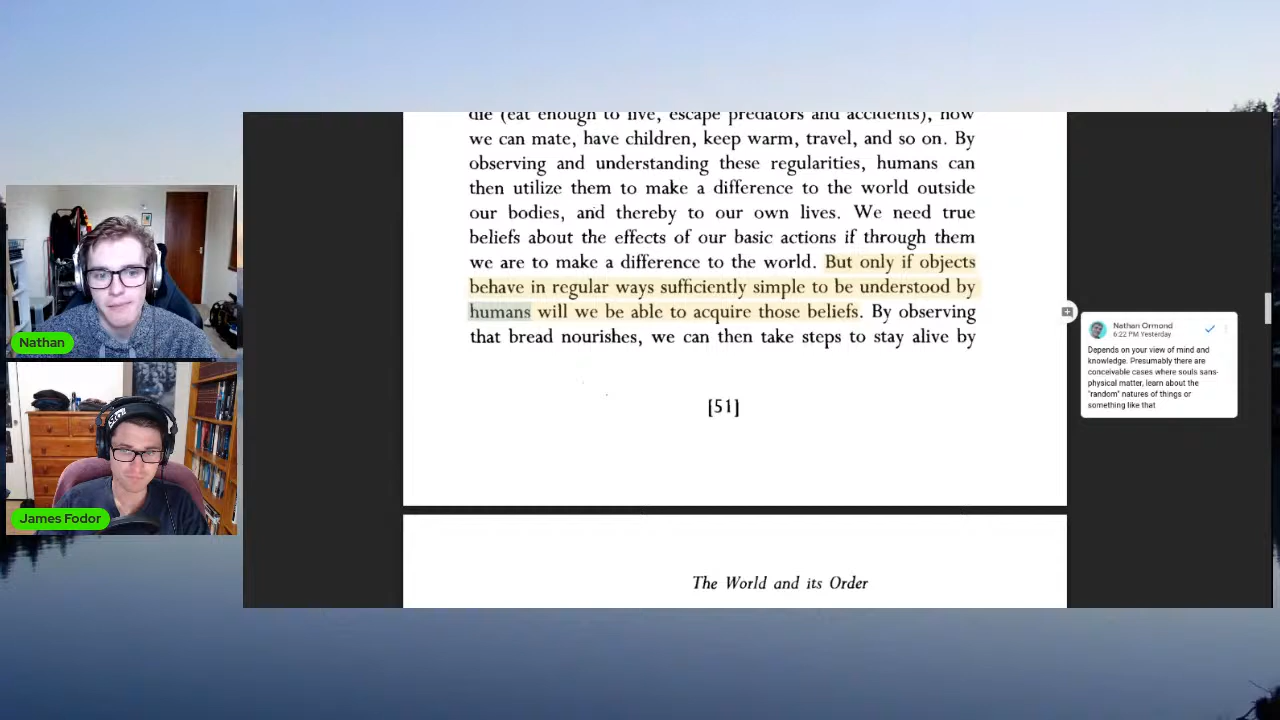 die (eat enough to live, escape predators and accidents), how
we can mate, have children, keep warm, travel, and so on. By
observing and understanding these regularities, humans can
then utilize them to make a difference to the world outside
our bodies, and thereby to our own lives. We need true
beliefs about the effects of our basic actions if through them
we are to make a difference to the world. But only if objects
behave in regular ways sufficiently simple to be understood by
humans will we be able to acquire those beliefs. By observing
that bread nourishes, we can then take steps to stay alive by
[51]
The World and its Order
Nathan Ormond
6:22 PM Yesterday
Depends on your view of mind and
knowledge. Presumably there are
conceivable cases where souls sans-
physical matter, learn about the
"random" natures of things or
something like that
Nathan
James Fodor